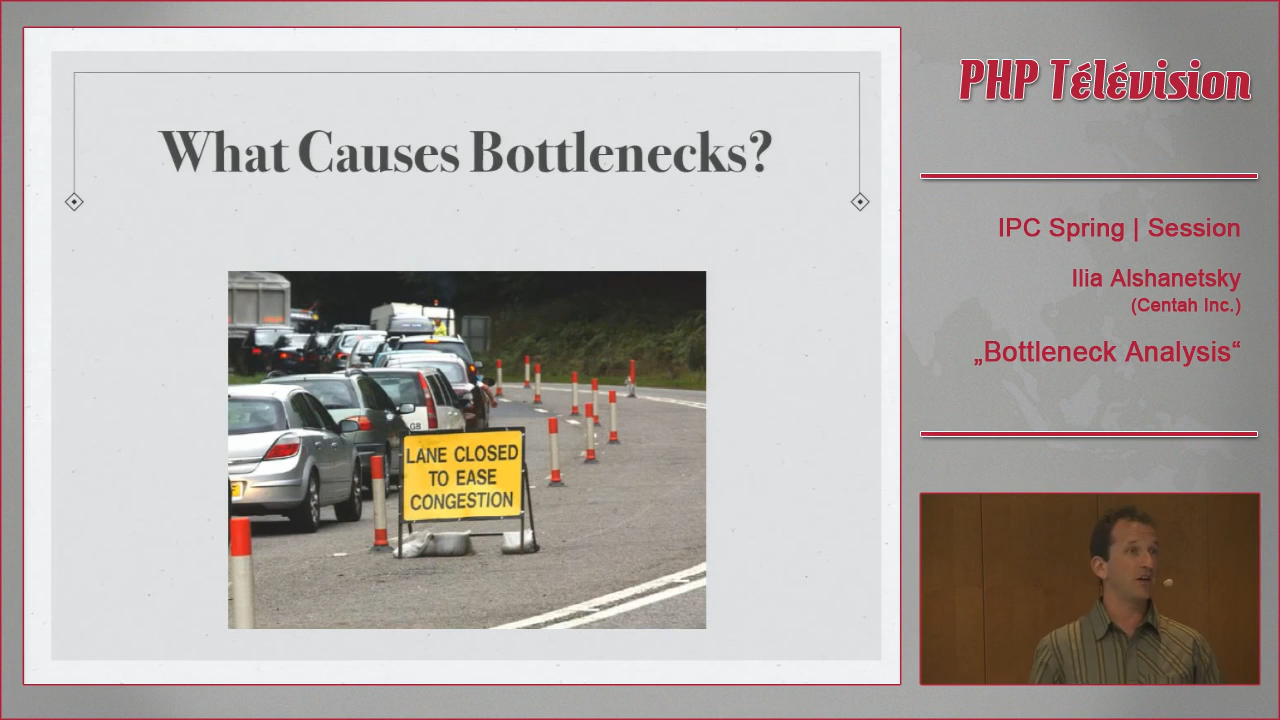 What Causes Bottlenecks?
GB
LANE CLOSED
TO EASE
CONGESTION
PHP Télévision
IPC Spring | Session
Ilia Alshanetsky
(Centah Inc.)
„Bottleneck Analysis“